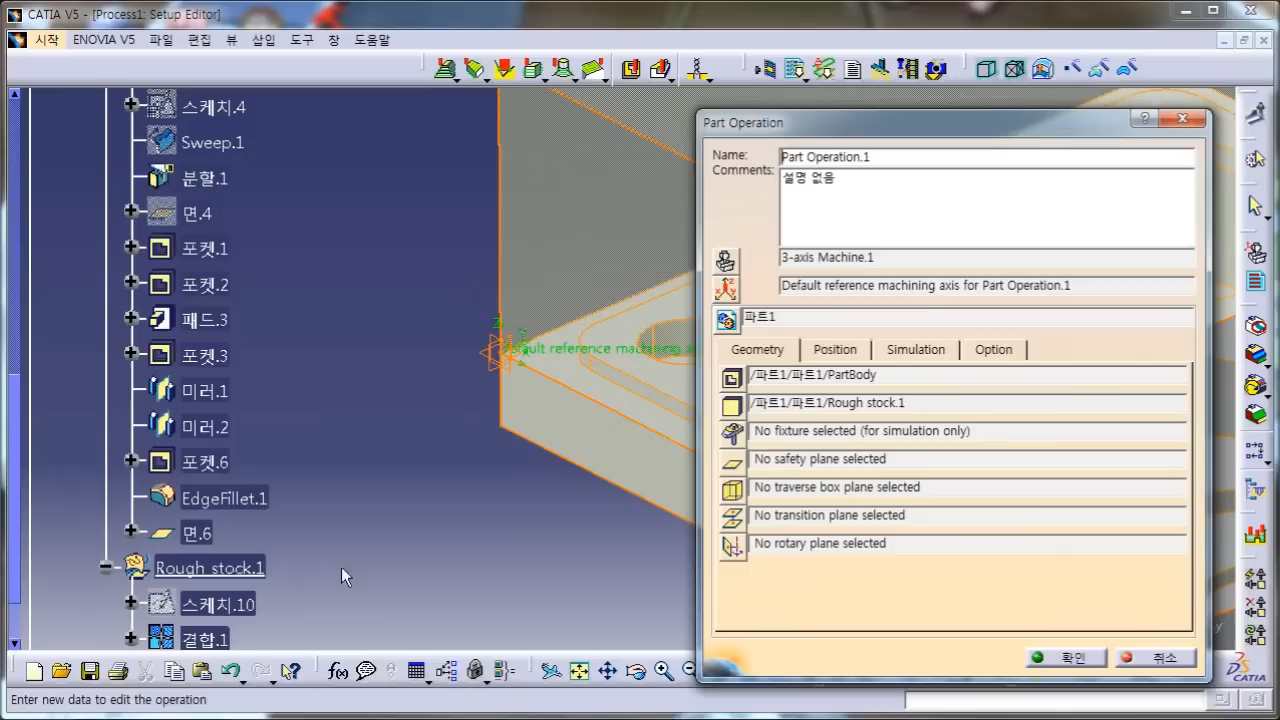 CATIA V5 - [Process1: Setup Editor]
시작 ENOVIA V5 파일 편집 뷰 삽입 도구 창 도움말
스케치.4
Sweep.1
분할.1
면.4
포켓.1
포켓.2
패드.3
포켓.3
미러.1
미러.2
포켓.6
EdgeFillet.1
면.6
Rough stock.1
스케치.10
결합.1
Z
reference machining
Part Operation
Name: Part Operation.1
Comments: 설명 없음
3-axis Machine.1
Default reference machining axis for Part Operation.1
파트1
Geometry Position Simulation Option
/파트1/파트1/PartBody
/파트1/파트1/Rough stock.1
No fixture selected (for simulation only)
No safety plane selected
No traverse box plane selected
No transition plane selected
No rotary plane selected
확인 취소
y
f(x)
CATIA
Enter new data to edit the operation